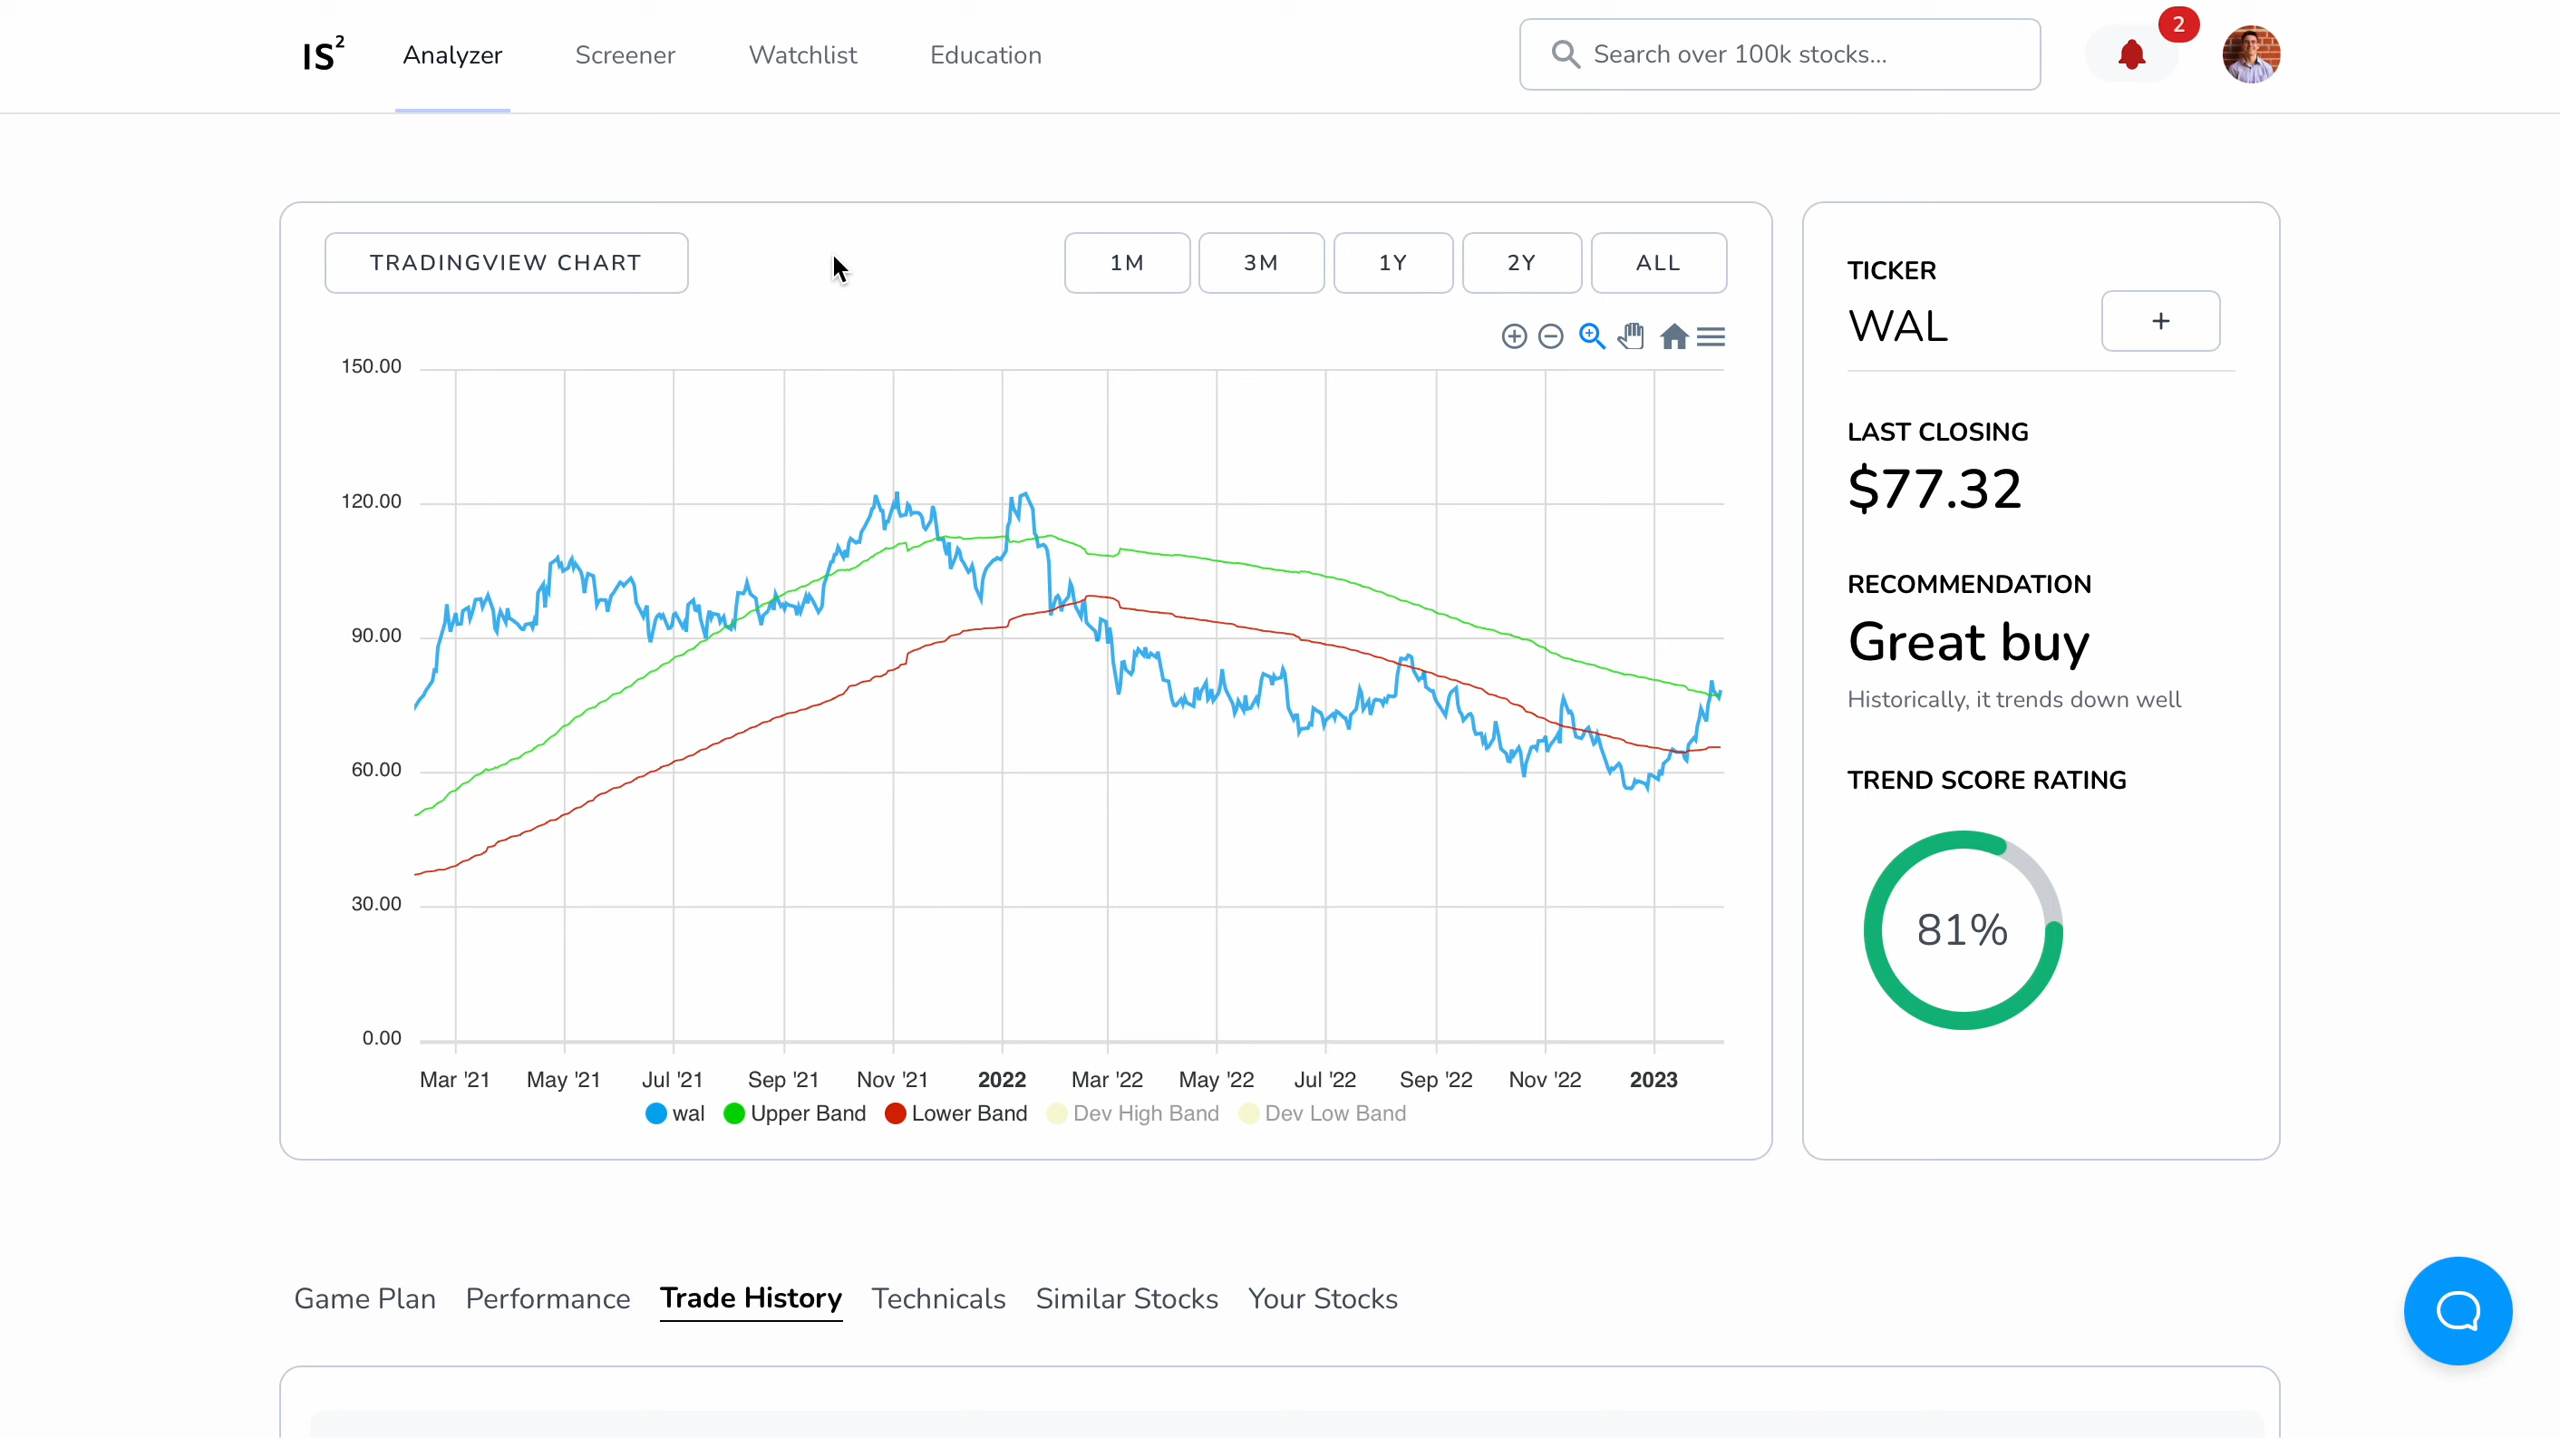 IS²
Analyzer
Screener
Watchlist
Education
Search over 100k stocks...
2
TRADINGVIEW CHART
1M
3M
1Y
2Y
ALL
150.00
120.00
90.00
60.00
30.00
0.00
Mar '21
May '21
Jul '21
Sep '21
Nov '21
2022
Mar '22
May '22
Jul '22
Sep '22
Nov '22
2023
wal
Upper Band
Lower Band
Dev High Band
Dev Low Band
TICKER
WAL
+
LAST CLOSING
$77.32
RECOMMENDATION
Great buy
Historically, it trends down well
TREND SCORE RATING
81%
Game Plan
Performance
Trade History
Technicals
Similar Stocks
Your Stocks